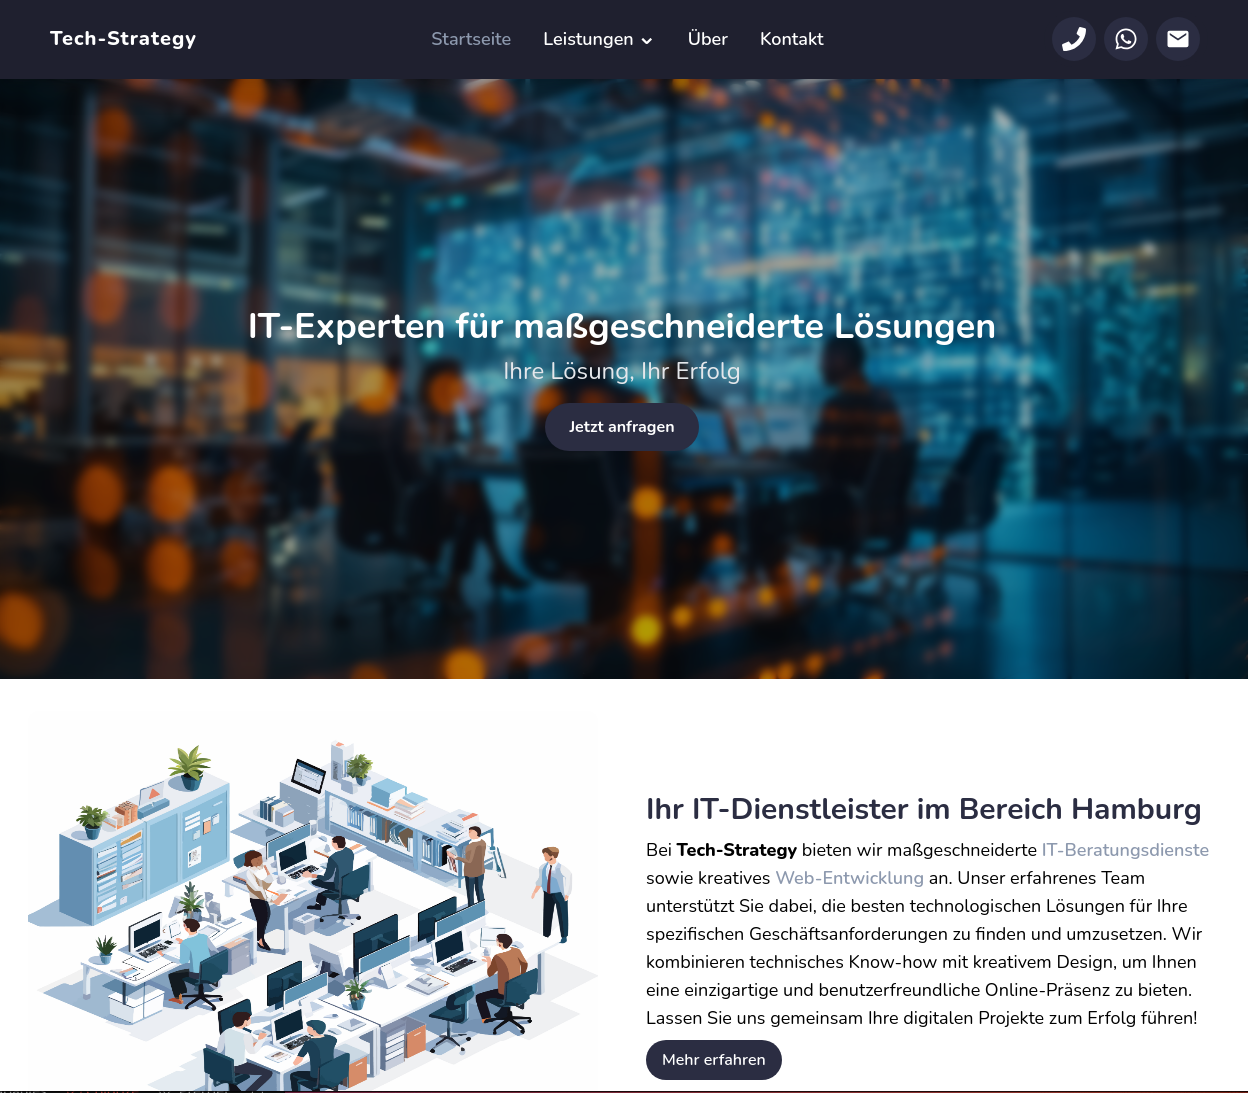 Tech-Strategy
Startseite
Leistungen
Über
Kontakt
IT-Experten für maßgeschneiderte Lösungen
Ihre Lösung, Ihr Erfolg
Jetzt anfragen
Ihr IT-Dienstleister im Bereich Hamburg
Bei Tech-Strategy bieten wir maßgeschneiderte IT-Beratungsdienste
sowie kreatives Web-Entwicklung an. Unser erfahrenes Team
unterstützt Sie dabei, die besten technologischen Lösungen für Ihre
spezifischen Geschäftsanforderungen zu finden und umzusetzen. Wir
kombinieren technisches Know-how mit kreativem Design, um Ihnen
eine einzigartige und benutzerfreundliche Online-Präsenz zu bieten.
Lassen Sie uns gemeinsam Ihre digitalen Projekte zum Erfolg führen!
Mehr erfahren